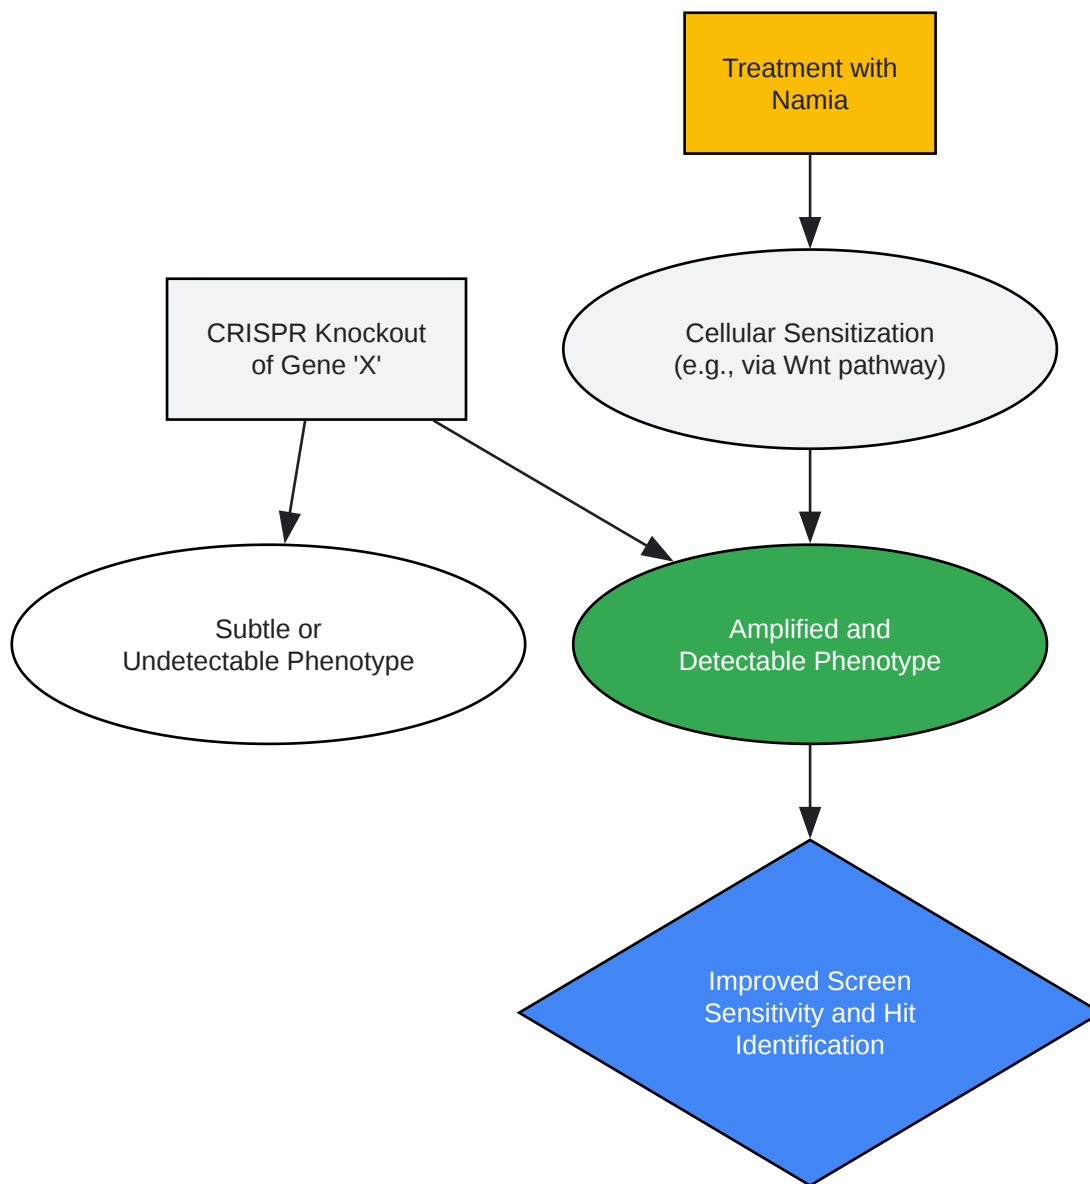 Treatment with
Namia
CRISPR Knockout
of Gene 'X'
Cellular Sensitization
(e.g., via Wnt pathway)
Subtle or
Undetectable Phenotype
Amplified and
Detectable Phenotype
Improved Screen
Sensitivity and Hit
Identification